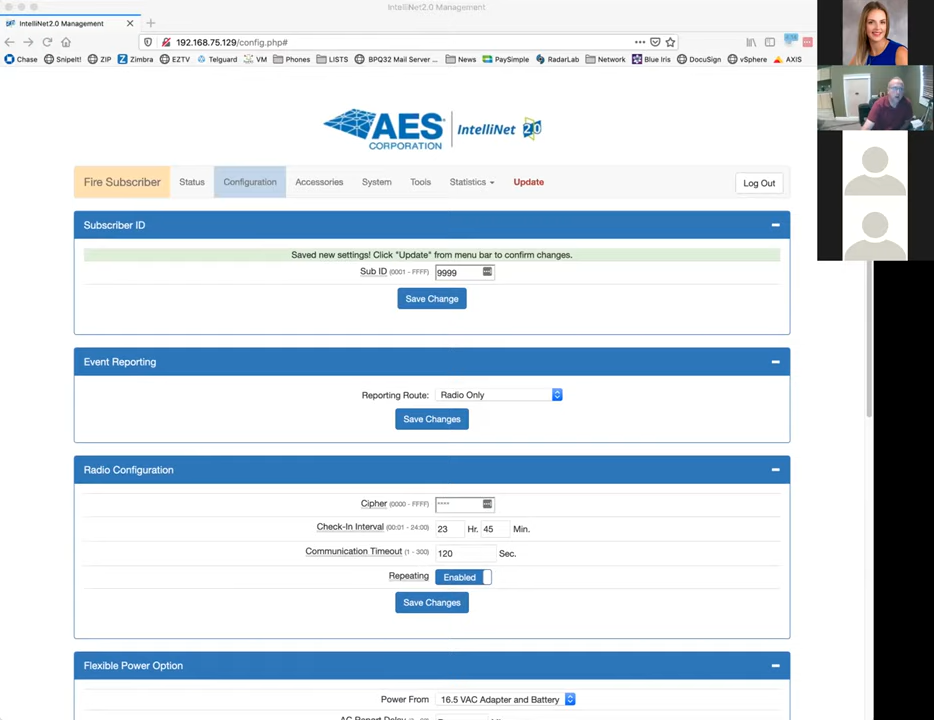 IntelliNet2.0 Management
IntelliNet2.0 Management
192.168.75.129/config.php#
Chase SnipeIt! ZIP Zimbra EZTV Telguard VM Phones LISTS BPQ32 Mail Server ... News PaySimple RadarLab Network Blue Iris DocuSign vSphere AXIS
AES CORPORATION IntelliNet 2.0
Fire Subscriber Status Configuration Accessories System Tools Statistics Update Log Out
Subscriber ID
Saved new settings! Click "Update" from menu bar to confirm changes.
Sub ID (0001 - FFFF) 9999
Save Change
Event Reporting
Reporting Route: Radio Only
Save Changes
Radio Configuration
Cipher (0000 - FFFF) ****
Check-In Interval (00:01 - 24:00) 23 Hr. 45 Min.
Communication Timeout (1 - 300) 120 Sec.
Repeating Enabled
Save Changes
Flexible Power Option
Power From 16.5 VAC Adapter and Battery
AC Report Delay